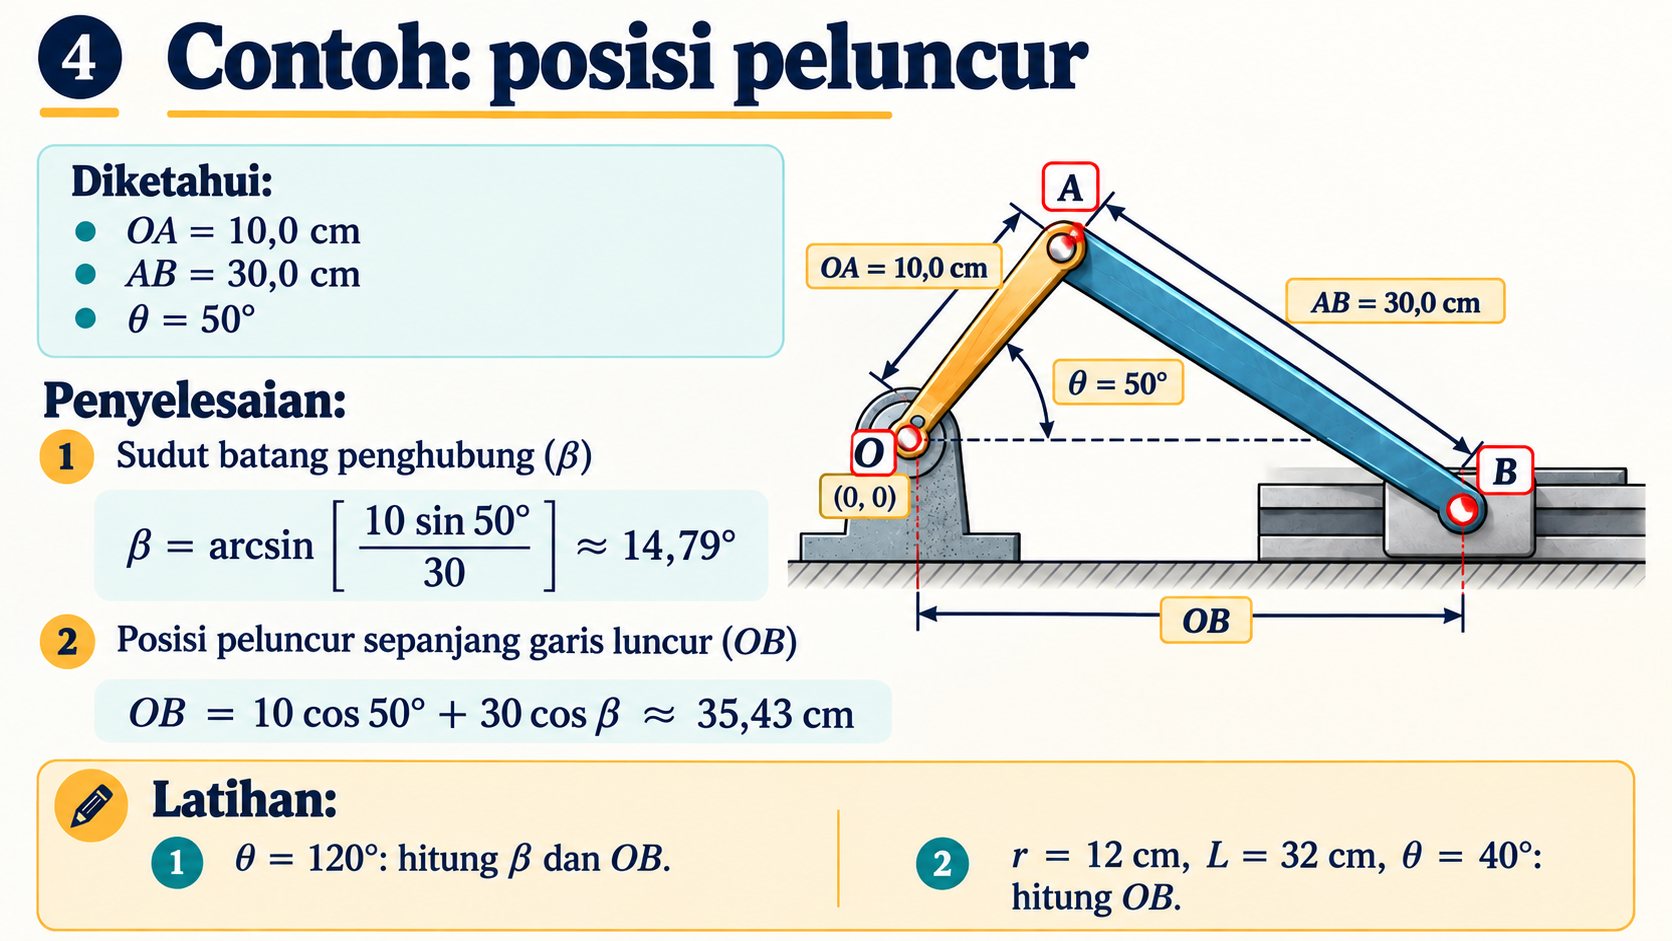 4 Contoh: posisi peluncur
Diketahui:
OA = 10,0 cm
AB = 30,0 cm
θ = 50°
Penyelesaian:
1 Sudut batang penghubung (β)
β = arcsin [ 10 sin 50° / 30 ] ≈ 14,79°
2 Posisi peluncur sepanjang garis luncur (OB)
OB = 10 cos 50° + 30 cos β ≈ 35,43 cm
A
OA = 10,0 cm
AB = 30,0 cm
θ = 50°
O
(0, 0)
B
OB
Latihan:
1 θ = 120°: hitung β dan OB.
2 r = 12 cm, L = 32 cm, θ = 40°:
hitung OB.